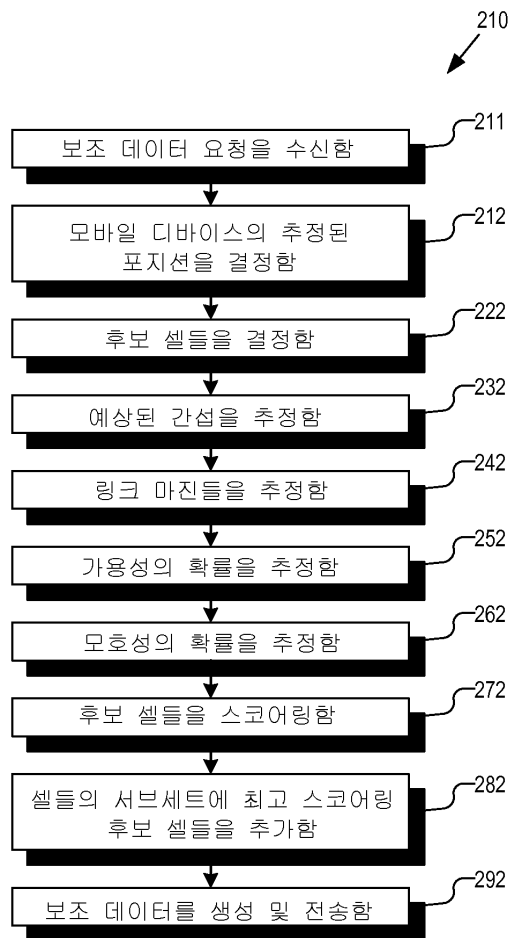 210
211
보조 데이터 요청을 수신함
212
모바일 디바이스의 추정된
포지션을 결정함
222
후보 셀들을 결정함
232
예상된 간섭을 추정함
242
링크 마진들을 추정함
252
가용성의 확률을 추정함
262
모호성의 확률을 추정함
272
후보 셀들을 스코어링함
282
셀들의 서브세트에 최고 스코어링
후보 셀들을 추가함
292
보조 데이터를 생성 및 전송함